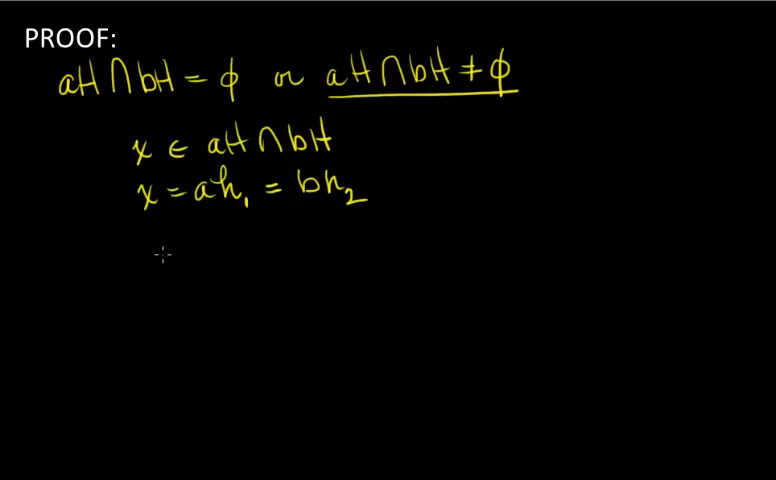 PROOF:
aH ∩ bH = ϕ or aH ∩ bH ≠ ϕ
x ∈ aH ∩ bH
x = ah₁ = bh₂